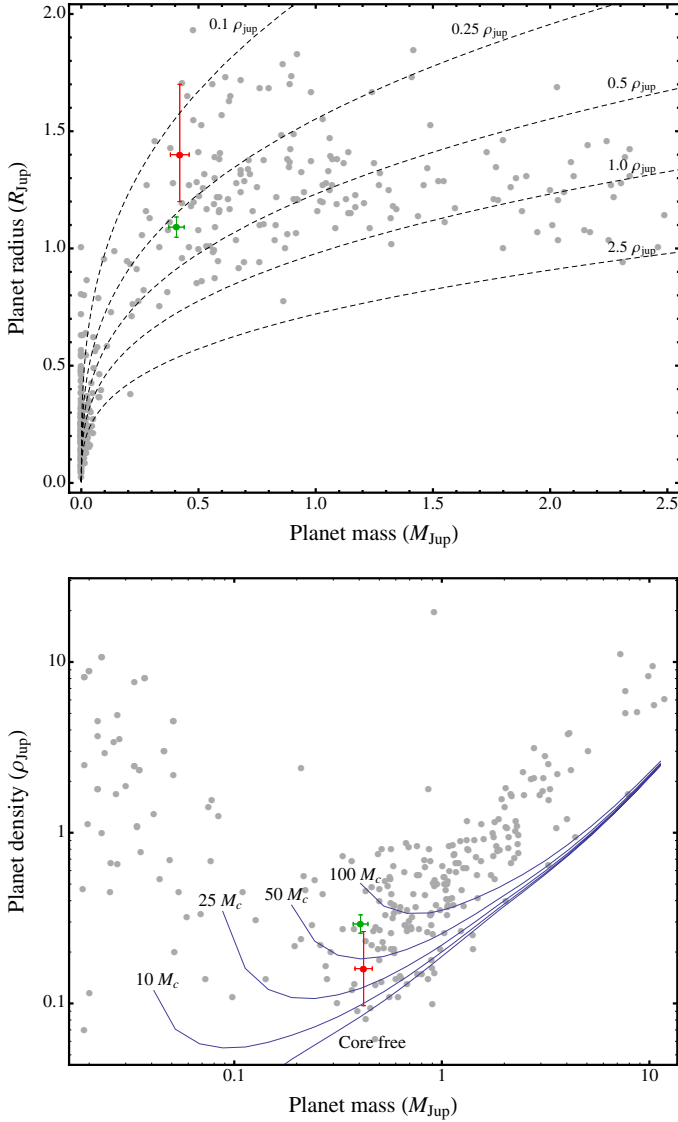 2.0
0.1 ρjup
0.25 ρjup
0.5 ρjup
1.5
1.0 ρjup
1.0
2.5 ρjup
0.5
0.0
Planet radius (RJup)
0.0 0.5 1.0 1.5 2.0 2.5
Planet mass (MJup)
10
1
100 Mc
50 Mc
25 Mc
10 Mc
0.1
Core free
Planet density (ρJup)
0.1 1 10
Planet mass (MJup)